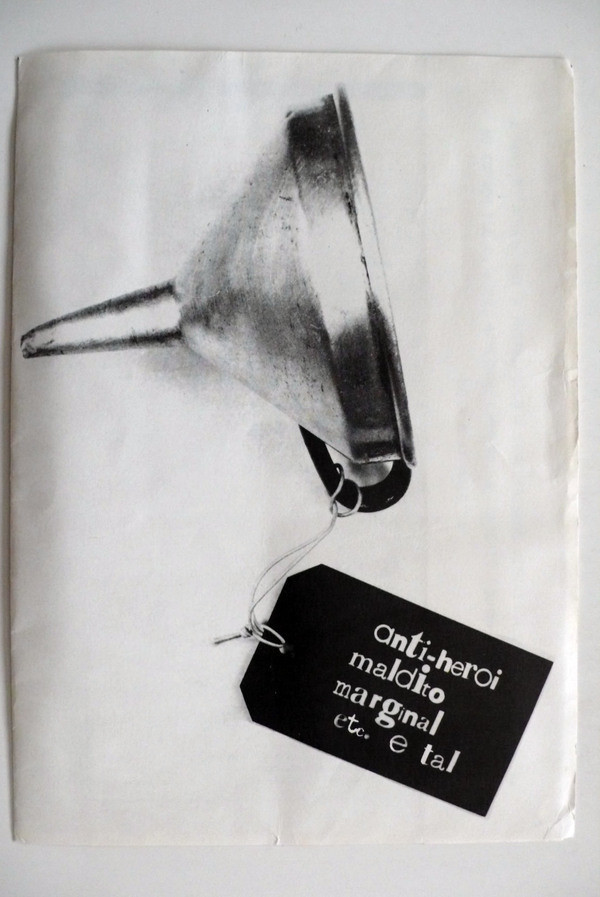 anti-heroi
maldito
marginal
etc. e tal